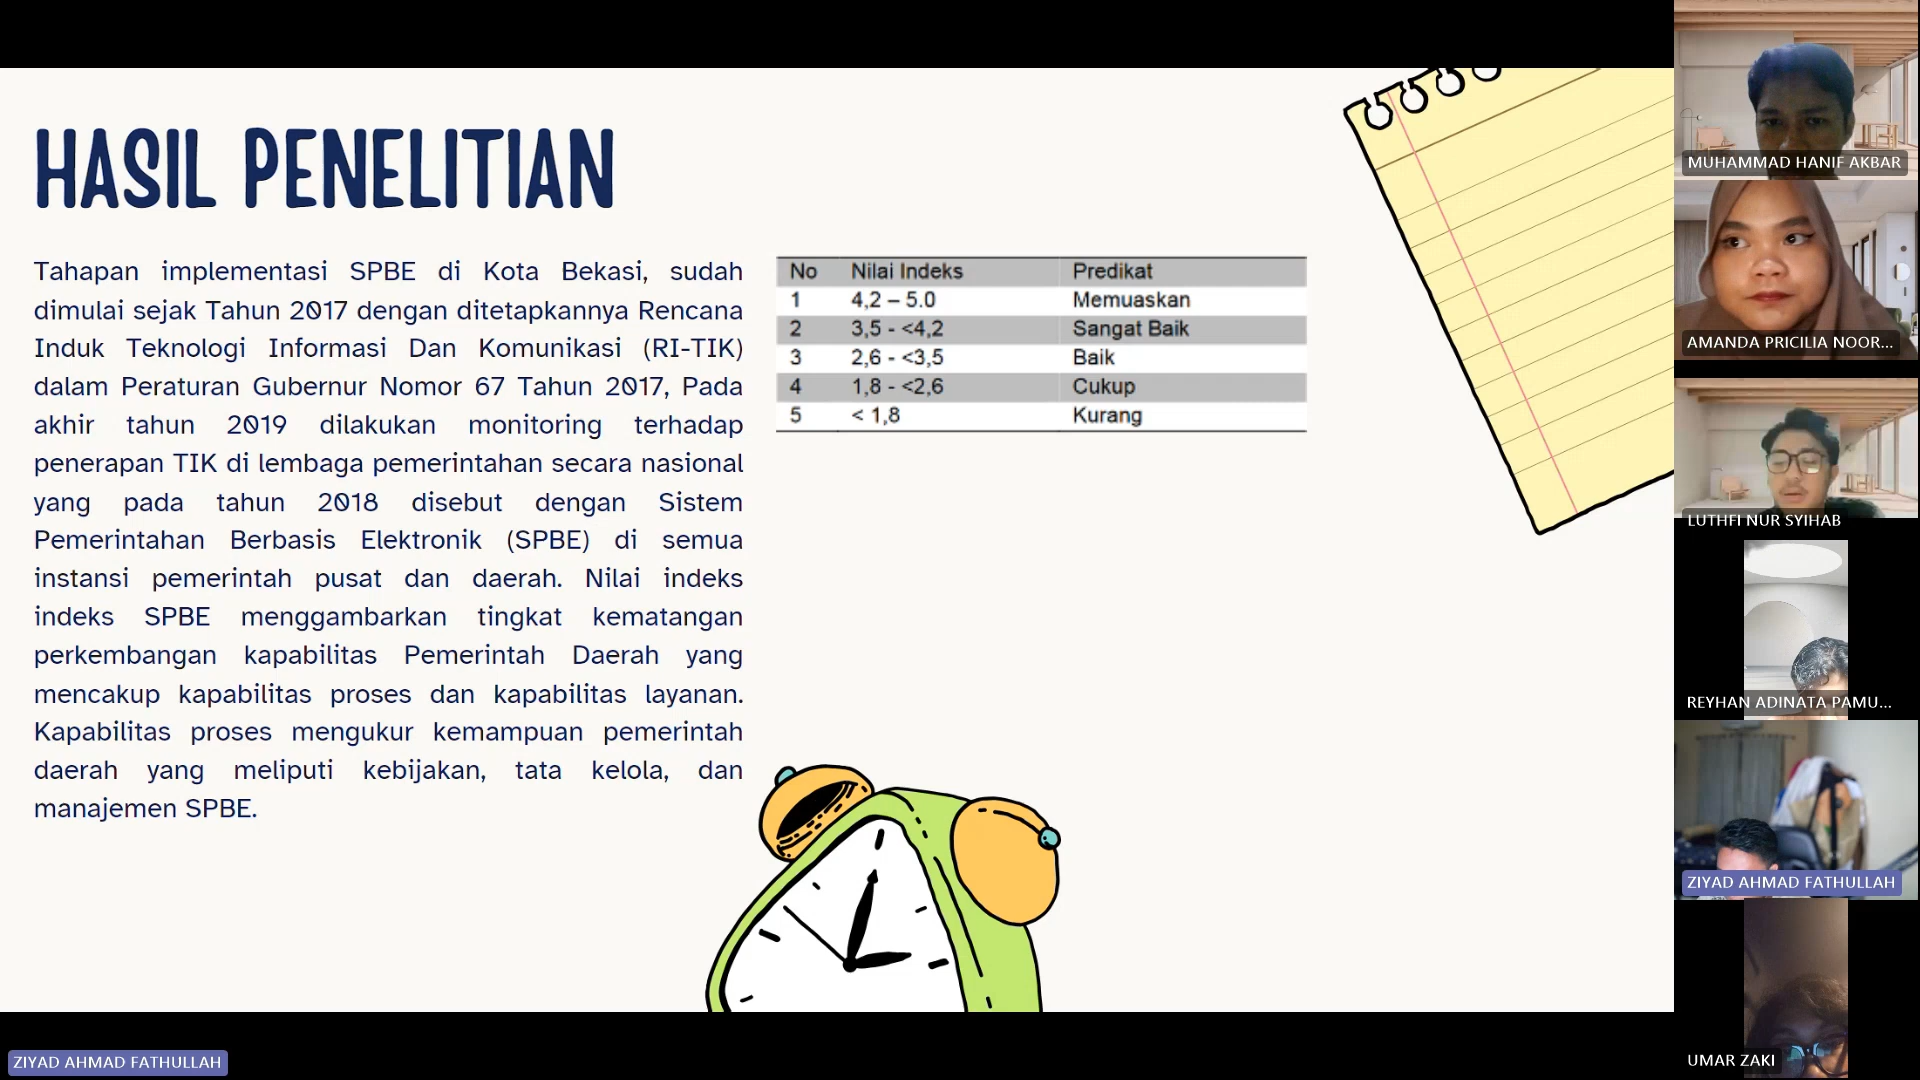 HASIL PENELITIAN
Tahapan implementasi SPBE di Kota Bekasi, sudah
dimulai sejak Tahun 2017 dengan ditetapkannya Rencana
Induk Teknologi Informasi Dan Komunikasi (RI-TIK)
dalam Peraturan Gubernur Nomor 67 Tahun 2017, Pada
akhir tahun 2019 dilakukan monitoring terhadap
penerapan TIK di lembaga pemerintahan secara nasional
yang pada tahun 2018 disebut dengan Sistem
Pemerintahan Berbasis Elektronik (SPBE) di semua
instansi pemerintah pusat dan daerah. Nilai indeks
indeks SPBE menggambarkan tingkat kematangan
perkembangan kapabilitas Pemerintah Daerah yang
mencakup kapabilitas proses dan kapabilitas layanan.
Kapabilitas proses mengukur kemampuan pemerintah
daerah yang meliputi kebijakan, tata kelola, dan
manajemen SPBE.
No Nilai Indeks Predikat
1 4,2 – 5.0 Memuaskan
2 3,5 - <4,2 Sangat Baik
3 2,6 - <3,5 Baik
4 1,8 - <2,6 Cukup
5 < 1,8 Kurang
MUHAMMAD HANIF AKBAR
AMANDA PRICILIA NOOR...
LUTHFI NUR SYIHAB
REYHAN ADINATA PAMU...
ZIYAD AHMAD FATHULLAH
UMAR ZAKI
ZIYAD AHMAD FATHULLAH